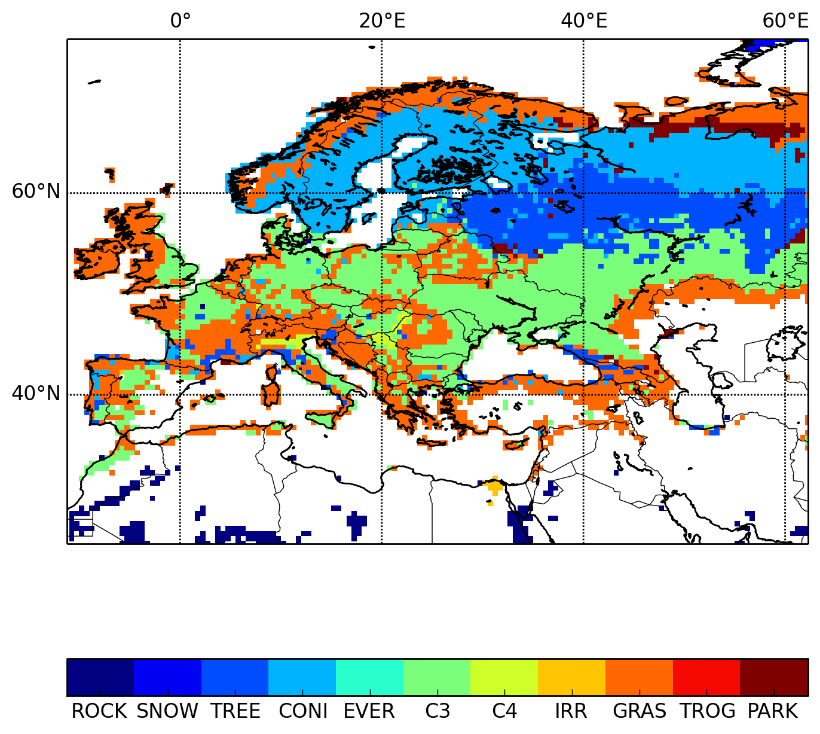 0° 20°E 40°E 60°E
60°N
40°N
ROCK SNOW TREE CONI EVER C3 C4 IRR GRAS TROG PARK